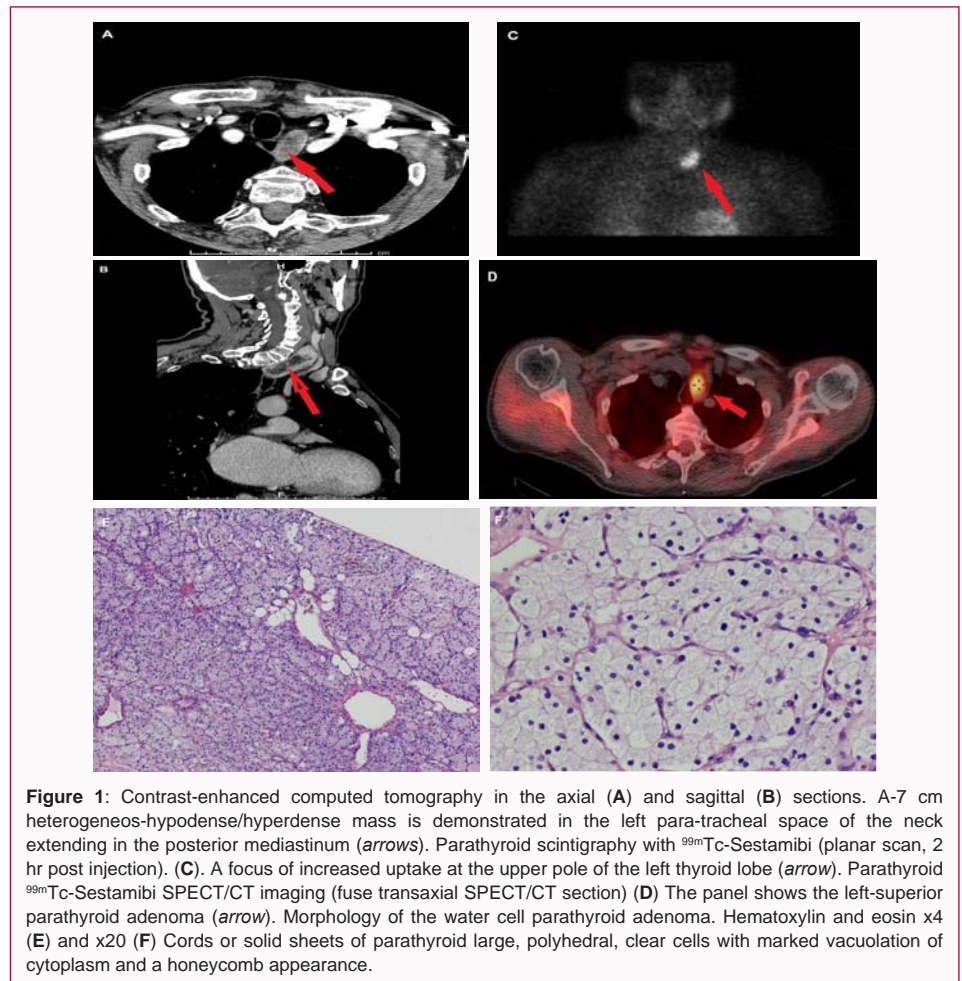 A
C
B
D
E
F
cm
Figure 1: Contrast-enhanced computed tomography in the axial (A) and sagittal (B) sections. A-7 cm
heterogeneos-hypodense/hyperdense mass is demonstrated in the left para-tracheal space of the neck
extending in the posterior mediastinum (arrows). Parathyroid scintigraphy with 99mTc-Sestamibi (planar scan, 2
hr post injection). (C). A focus of increased uptake at the upper pole of the left thyroid lobe (arrow). Parathyroid
99mTc-Sestamibi SPECT/CT imaging (fuse transaxial SPECT/CT section) (D) The panel shows the left-superior
parathyroid adenoma (arrow). Morphology of the water cell parathyroid adenoma. Hematoxylin and eosin x4
(E) and x20 (F) Cords or solid sheets of parathyroid large, polyhedral, clear cells with marked vacuolation of
cytoplasm and a honeycomb appearance.